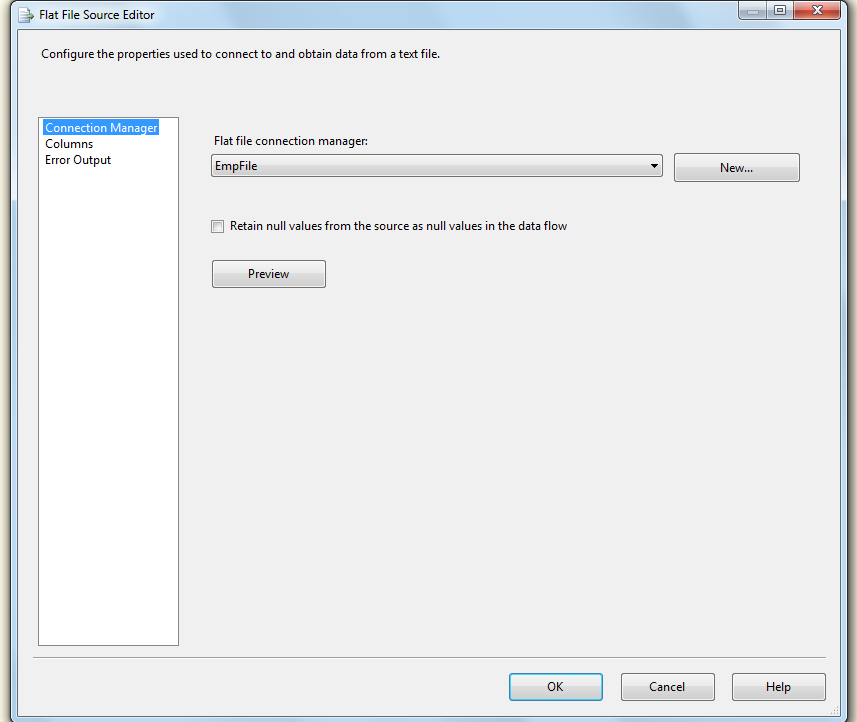 Flat File Source Editor
Configure the properties used to connect to and obtain data from a text file.
Connection Manager
Columns
Error Output
Flat file connection manager:
EmpFile
New...
Retain null values from the source as null values in the data flow
Preview
OK
Cancel
Help